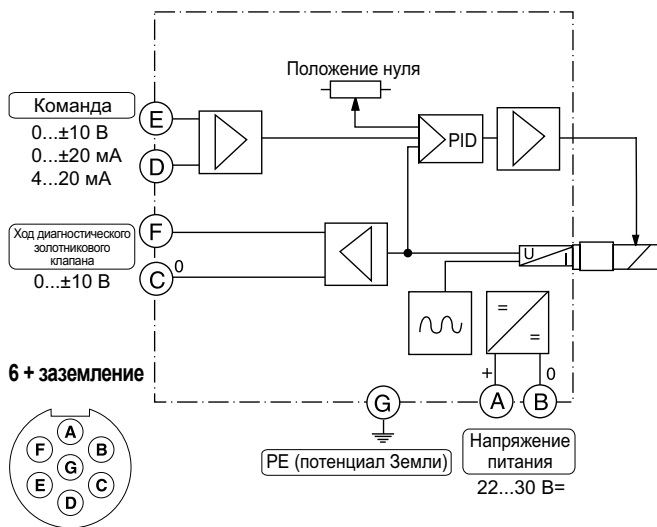 Положение нуля
Команда
0...±10 В
0...±20 мА
4...20 мА
E
D
PID
Ход диагностического
золотникового
клапана
0...±10 В
F
C
0
U
I
=
=
+
0
A
B
G
6 + заземление
PE (потенциал Земли)
Напряжение
питания
22...30 В=
A
F
B
G
E
C
D